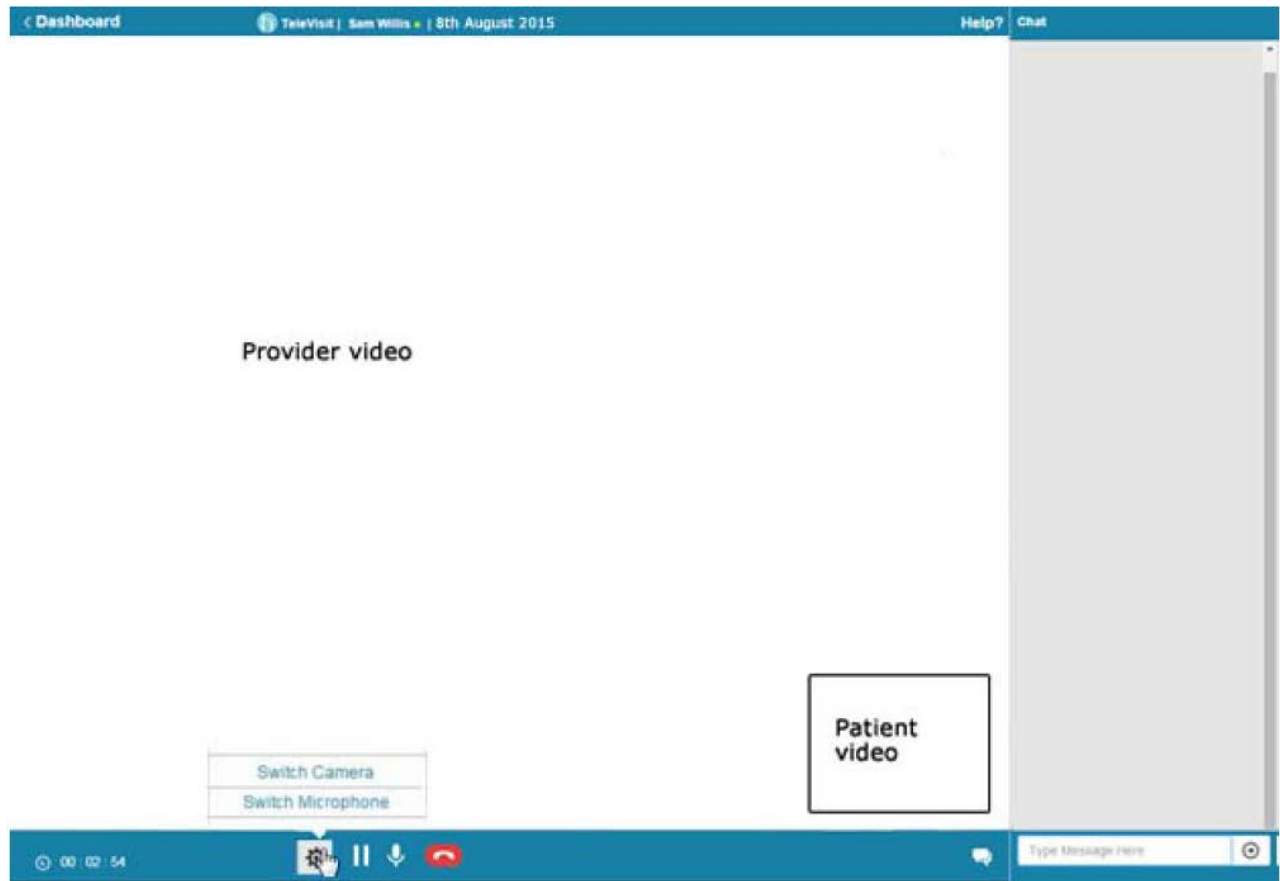 < Dashboard
TeleVisit | Sam Willis | 8th August 2015
Help?
Chat
Provider video
Patient
video
Switch Camera
Switch Microphone
00 : 02 : 54
Type Message Here